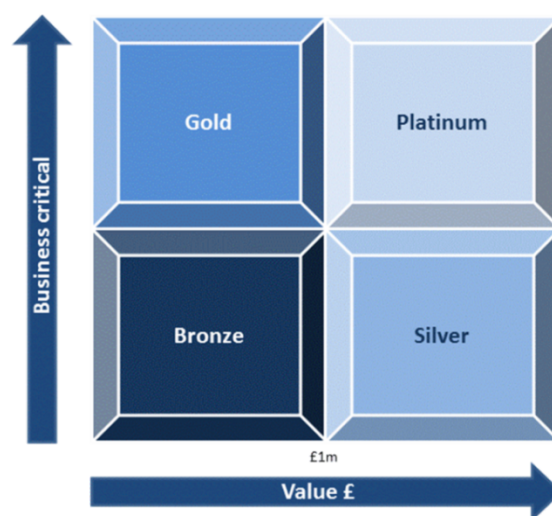 Gold
Platinum
Business critical
Bronze
Silver
£1m
Value £